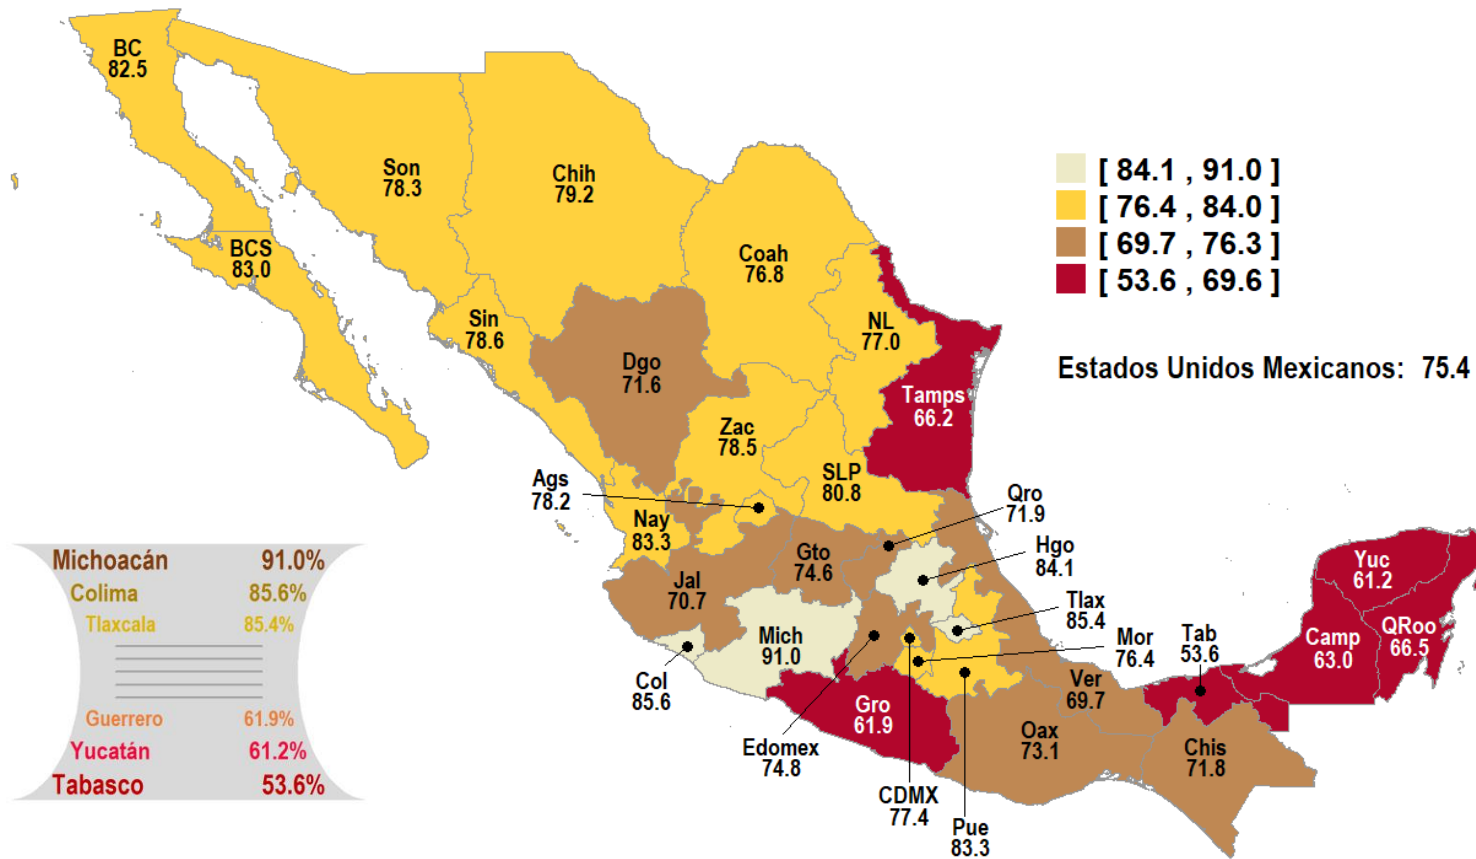 BC
82.5
Son
78.3
Chih
79.2
BCS
83.0
Coah
76.8
Sin
78.6
NL
77.0
Dgo
71.6
Tamps
66.2
Zac
78.5
SLP
80.8
Ags
78.2
Nay
83.3
Qro
71.9
Gto
74.6
Hgo
84.1
Jal
70.7
Tlax
85.4
Mich
91.0
Mor
76.4
Tab
53.6
Yuc
61.2
Camp
63.0
QRoo
66.5
Col
85.6
Ver
69.7
Gro
61.9
Edomex
74.8
Oax
73.1
Chis
71.8
CDMX
77.4
Pue
83.3
[ 84.1 , 91.0 ]
[ 76.4 , 84.0 ]
[ 69.7 , 76.3 ]
[ 53.6 , 69.6 ]
Estados Unidos Mexicanos: 75.4
Michoacán 91.0%
Colima 85.6%
Tlaxcala 85.4%
Guerrero 61.9%
Yucatán 61.2%
Tabasco 53.6%